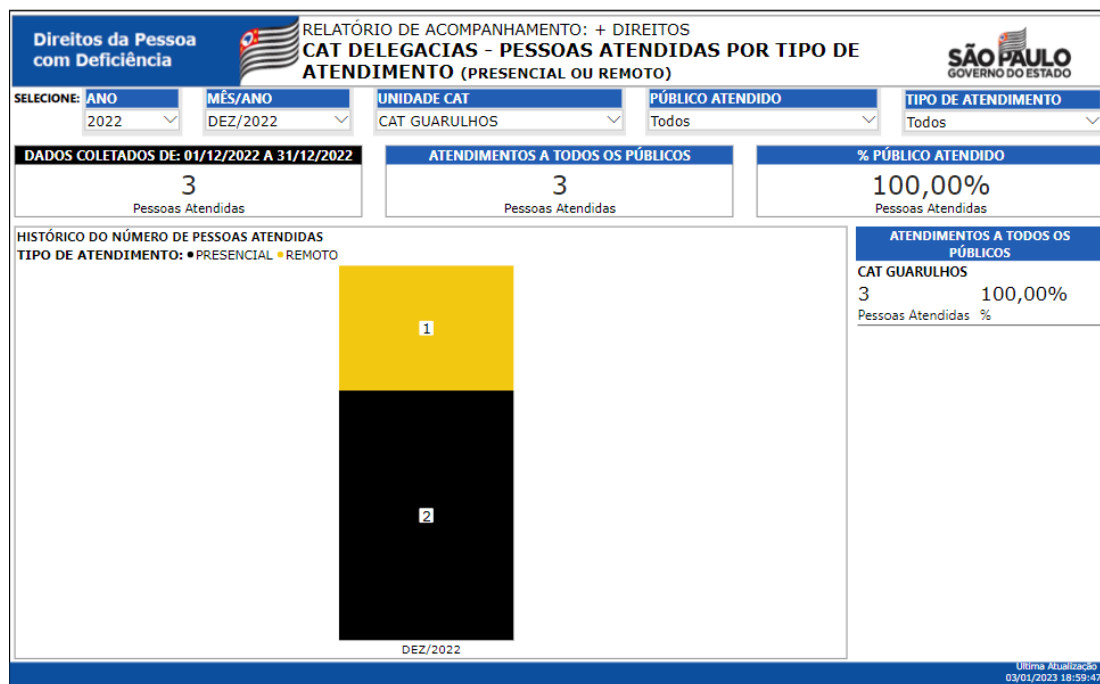 Direitos da Pessoa
com Deficiência
RELATÓRIO DE ACOMPANHAMENTO: + DIREITOS
CAT DELEGACIAS - PESSOAS ATENDIDAS POR TIPO DE
ATENDIMENTO (PRESENCIAL OU REMOTO)
SÃO PAULO
GOVERNO DO ESTADO
SELECIONE: ANO MÊS/ANO UNIDADE CAT PÚBLICO ATENDIDO TIPO DE ATENDIMENTO
2022 DEZ/2022 CAT GUARULHOS Todos Todos
DADOS COLETADOS DE: 01/12/2022 A 31/12/2022
3
Pessoas Atendidas
ATENDIMENTOS A TODOS OS PÚBLICOS
3
Pessoas Atendidas
% PÚBLICO ATENDIDO
100,00%
Pessoas Atendidas
HISTÓRICO DO NÚMERO DE PESSOAS ATENDIDAS
TIPO DE ATENDIMENTO: PRESENCIAL REMOTO
1
2
DEZ/2022
ATENDIMENTOS A TODOS OS
PÚBLICOS
CAT GUARULHOS
3 100,00%
Pessoas Atendidas %
Última Atualização
03/01/2023 18:59:47